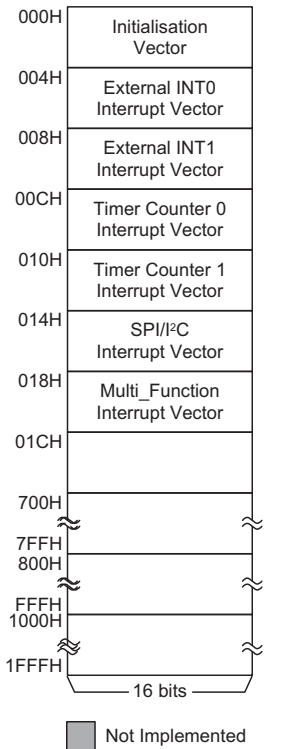 000H
Initialisation
Vector
004H
External INT0
Interrupt Vector
008H
External INT1
Interrupt Vector
00CH
Timer Counter 0
Interrupt Vector
010H
Timer Counter 1
Interrupt Vector
014H
SPI/I²C
Interrupt Vector
018H
Multi_Function
Interrupt Vector
01CH
700H
7FFH
800H
FFFH
1000H
1FFFH
16 bits
Not Implemented